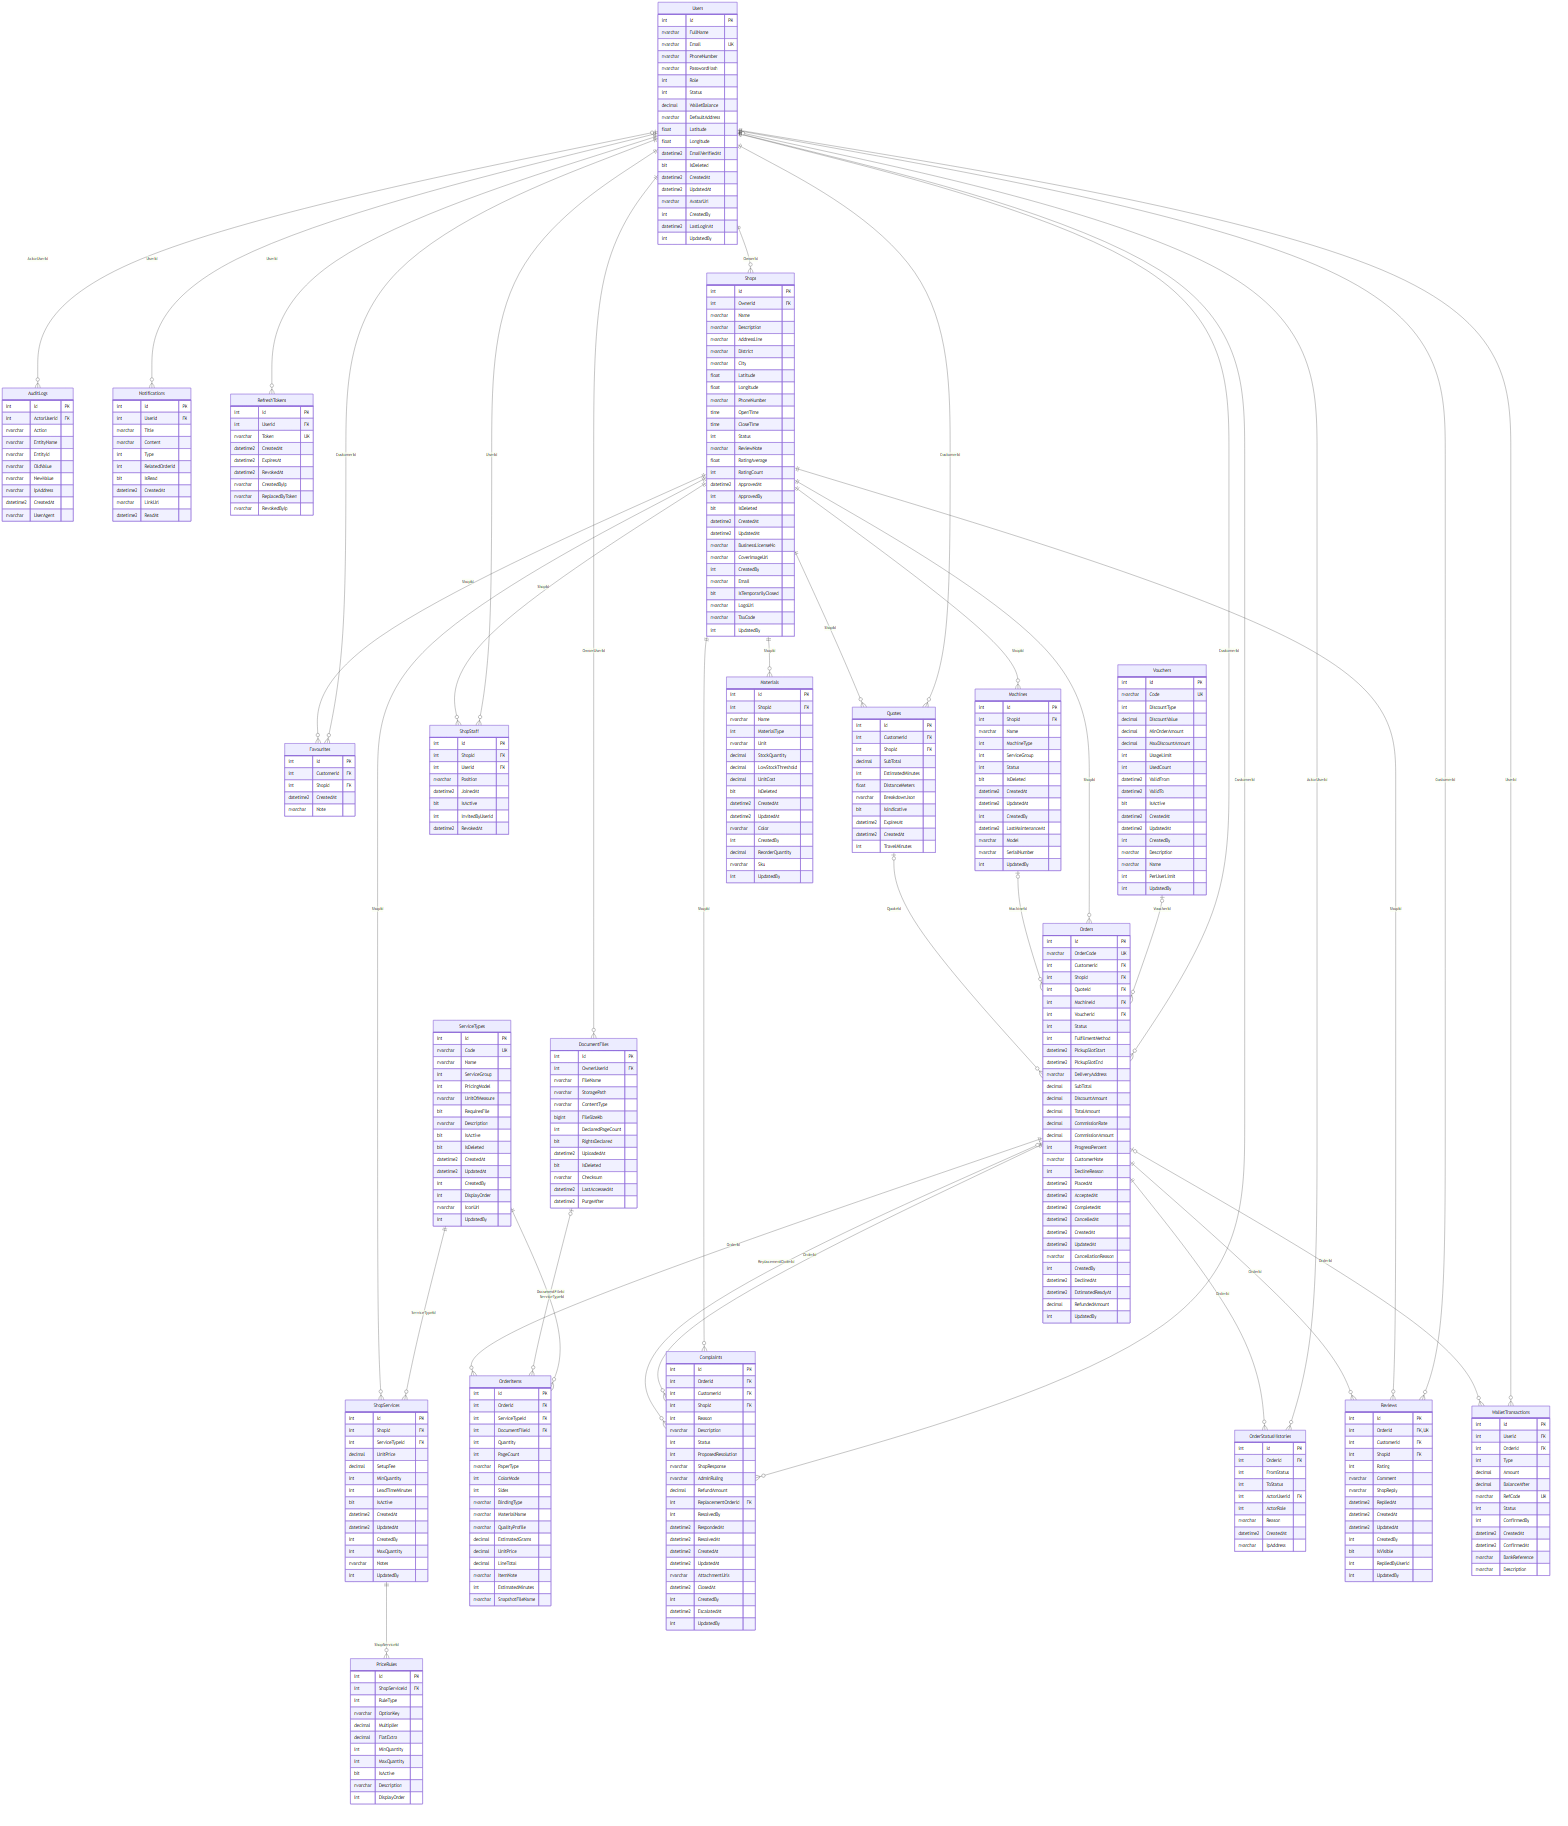 Users
int Id PK
nvarchar FullName
nvarchar Email UK
nvarchar PhoneNumber
nvarchar PasswordHash
int Role
int Status
decimal WalletBalance
nvarchar DefaultAddress
float Latitude
float Longitude
datetime2 EmailVerifiedAt
bit IsDeleted
datetime2 CreatedAt
datetime2 UpdatedAt
nvarchar AvatarUrl
int CreatedBy
datetime2 LastLoginAt
int UpdatedBy
ActorUserId
UserId
UserId
OwnerId
CustomerId
UserId
CustomerId
CustomerId
Shops
int Id PK
int OwnerId FK
nvarchar Name
nvarchar Description
nvarchar AddressLine
nvarchar District
nvarchar City
float Latitude
float Longitude
nvarchar PhoneNumber
time OpenTime
time CloseTime
int Status
nvarchar ReviewNote
float RatingAverage
int RatingCount
datetime2 ApprovedAt
int ApprovedBy
bit IsDeleted
datetime2 CreatedAt
datetime2 UpdatedAt
nvarchar BusinessLicenseNo
nvarchar CoverImageUrl
int CreatedBy
nvarchar Email
bit IsTemporarilyClosed
nvarchar LogoUrl
nvarchar TaxCode
int UpdatedBy
AuditLogs
int Id PK
int ActorUserId FK
nvarchar Action
nvarchar EntityName
nvarchar EntityId
nvarchar OldValue
nvarchar NewValue
nvarchar IpAddress
datetime2 CreatedAt
nvarchar UserAgent
Notifications
int Id PK
int UserId FK
nvarchar Title
nvarchar Content
int Type
int RelatedOrderId
bit IsRead
datetime2 CreatedAt
nvarchar LinkUrl
datetime2 ReadAt
RefreshTokens
int Id PK
int UserId FK
nvarchar Token UK
datetime2 CreatedAt
datetime2 ExpiresAt
datetime2 RevokedAt
nvarchar CreatedByIp
nvarchar ReplacedByToken
nvarchar RevokedByIp
ShopId
ShopId
OwnerUserId
ShopId
ShopId
ShopId
ShopId
CustomerId
ActorUserId
CustomerId
UserId
Favourites
int Id PK
int CustomerId FK
int ShopId FK
datetime2 CreatedAt
nvarchar Note
ShopStaff
int Id PK
int ShopId FK
int UserId FK
nvarchar Position
datetime2 JoinedAt
bit IsActive
int InvitedByUserId
datetime2 RevokedAt
Materials
int Id PK
int ShopId FK
nvarchar Name
int MaterialType
nvarchar Unit
decimal StockQuantity
decimal LowStockThreshold
decimal UnitCost
bit IsDeleted
datetime2 CreatedAt
datetime2 UpdatedAt
nvarchar Color
int CreatedBy
decimal ReorderQuantity
nvarchar Sku
int UpdatedBy
Quotes
int Id PK
int CustomerId FK
int ShopId FK
decimal SubTotal
int EstimatedMinutes
float DistanceMeters
nvarchar BreakdownJson
bit IsIndicative
datetime2 ExpiresAt
datetime2 CreatedAt
int TravelMinutes
Machines
int Id PK
int ShopId FK
nvarchar Name
int MachineType
int ServiceGroup
int Status
bit IsDeleted
datetime2 CreatedAt
datetime2 UpdatedAt
int CreatedBy
datetime2 LastMaintenanceAt
nvarchar Model
nvarchar SerialNumber
int UpdatedBy
Vouchers
int Id PK
nvarchar Code UK
int DiscountType
decimal DiscountValue
decimal MinOrderAmount
decimal MaxDiscountAmount
int UsageLimit
int UsedCount
datetime2 ValidFrom
datetime2 ValidTo
bit IsActive
datetime2 CreatedAt
datetime2 UpdatedAt
int CreatedBy
nvarchar Description
nvarchar Name
int PerUserLimit
int UpdatedBy
ShopId
ShopId
QuoteId
MachineId
VoucherId
ShopId
Orders
int Id PK
nvarchar OrderCode UK
int CustomerId FK
int ShopId FK
int QuoteId FK
int MachineId FK
int VoucherId FK
int Status
int FulfillmentMethod
datetime2 PickupSlotStart
datetime2 PickupSlotEnd
nvarchar DeliveryAddress
decimal SubTotal
decimal DiscountAmount
decimal TotalAmount
decimal CommissionRate
decimal CommissionAmount
int ProgressPercent
nvarchar CustomerNote
int DeclineReason
datetime2 PlacedAt
datetime2 AcceptedAt
datetime2 CompletedAt
datetime2 CancelledAt
datetime2 CreatedAt
datetime2 UpdatedAt
nvarchar CancellationReason
int CreatedBy
datetime2 DeclinedAt
datetime2 EstimatedReadyAt
decimal RefundedAmount
int UpdatedBy
ServiceTypes
int Id PK
nvarchar Code UK
nvarchar Name
int ServiceGroup
int PricingModel
nvarchar UnitOfMeasure
bit RequiresFile
nvarchar Description
bit IsActive
bit IsDeleted
datetime2 CreatedAt
datetime2 UpdatedAt
int CreatedBy
int DisplayOrder
nvarchar IconUrl
int UpdatedBy
DocumentFiles
int Id PK
int OwnerUserId FK
nvarchar FileName
nvarchar StoragePath
nvarchar ContentType
bigint FileSizeKb
int DeclaredPageCount
bit RightsDeclared
datetime2 UploadedAt
bit IsDeleted
nvarchar Checksum
datetime2 LastAccessedAt
datetime2 PurgeAfter
ServiceTypeId
DocumentFileId
ServiceTypeId
OrderId
ReplacementOrderId
OrderId
OrderId
OrderId
OrderId
ShopServices
int Id PK
int ShopId FK
int ServiceTypeId FK
decimal UnitPrice
decimal SetupFee
int MinQuantity
int LeadTimeMinutes
bit IsActive
datetime2 CreatedAt
datetime2 UpdatedAt
int CreatedBy
int MaxQuantity
nvarchar Notes
int UpdatedBy
OrderItems
int Id PK
int OrderId FK
int ServiceTypeId FK
int DocumentFileId FK
int Quantity
int PageCount
nvarchar PaperType
int ColorMode
int Sides
nvarchar BindingType
nvarchar MaterialName
nvarchar QualityProfile
decimal EstimatedGrams
decimal UnitPrice
decimal LineTotal
nvarchar ItemNote
int EstimatedMinutes
nvarchar SnapshotFileName
Complaints
int Id PK
int OrderId FK
int CustomerId FK
int ShopId FK
int Reason
nvarchar Description
int Status
int ProposedResolution
nvarchar ShopResponse
nvarchar AdminRuling
decimal RefundAmount
int ReplacementOrderId FK
int ResolvedBy
datetime2 RespondedAt
datetime2 ResolvedAt
datetime2 CreatedAt
datetime2 UpdatedAt
nvarchar AttachmentUrls
datetime2 ClosedAt
int CreatedBy
datetime2 EscalatedAt
int UpdatedBy
OrderStatusHistories
int Id PK
int OrderId FK
int FromStatus
int ToStatus
int ActorUserId FK
int ActorRole
nvarchar Reason
datetime2 CreatedAt
nvarchar IpAddress
Reviews
int Id PK
int OrderId FK,UK
int CustomerId FK
int ShopId FK
int Rating
nvarchar Comment
nvarchar ShopReply
datetime2 RepliedAt
datetime2 CreatedAt
datetime2 UpdatedAt
int CreatedBy
bit IsVisible
int RepliedByUserId
int UpdatedBy
WalletTransactions
int Id PK
int UserId FK
int OrderId FK
int Type
decimal Amount
decimal BalanceAfter
nvarchar RefCode UK
int Status
int ConfirmedBy
datetime2 CreatedAt
datetime2 ConfirmedAt
nvarchar BankReference
nvarchar Description
ShopServiceId
PriceRules
int Id PK
int ShopServiceId FK
int RuleType
nvarchar OptionKey
decimal Multiplier
decimal FlatExtra
int MinQuantity
int MaxQuantity
bit IsActive
nvarchar Description
int DisplayOrder